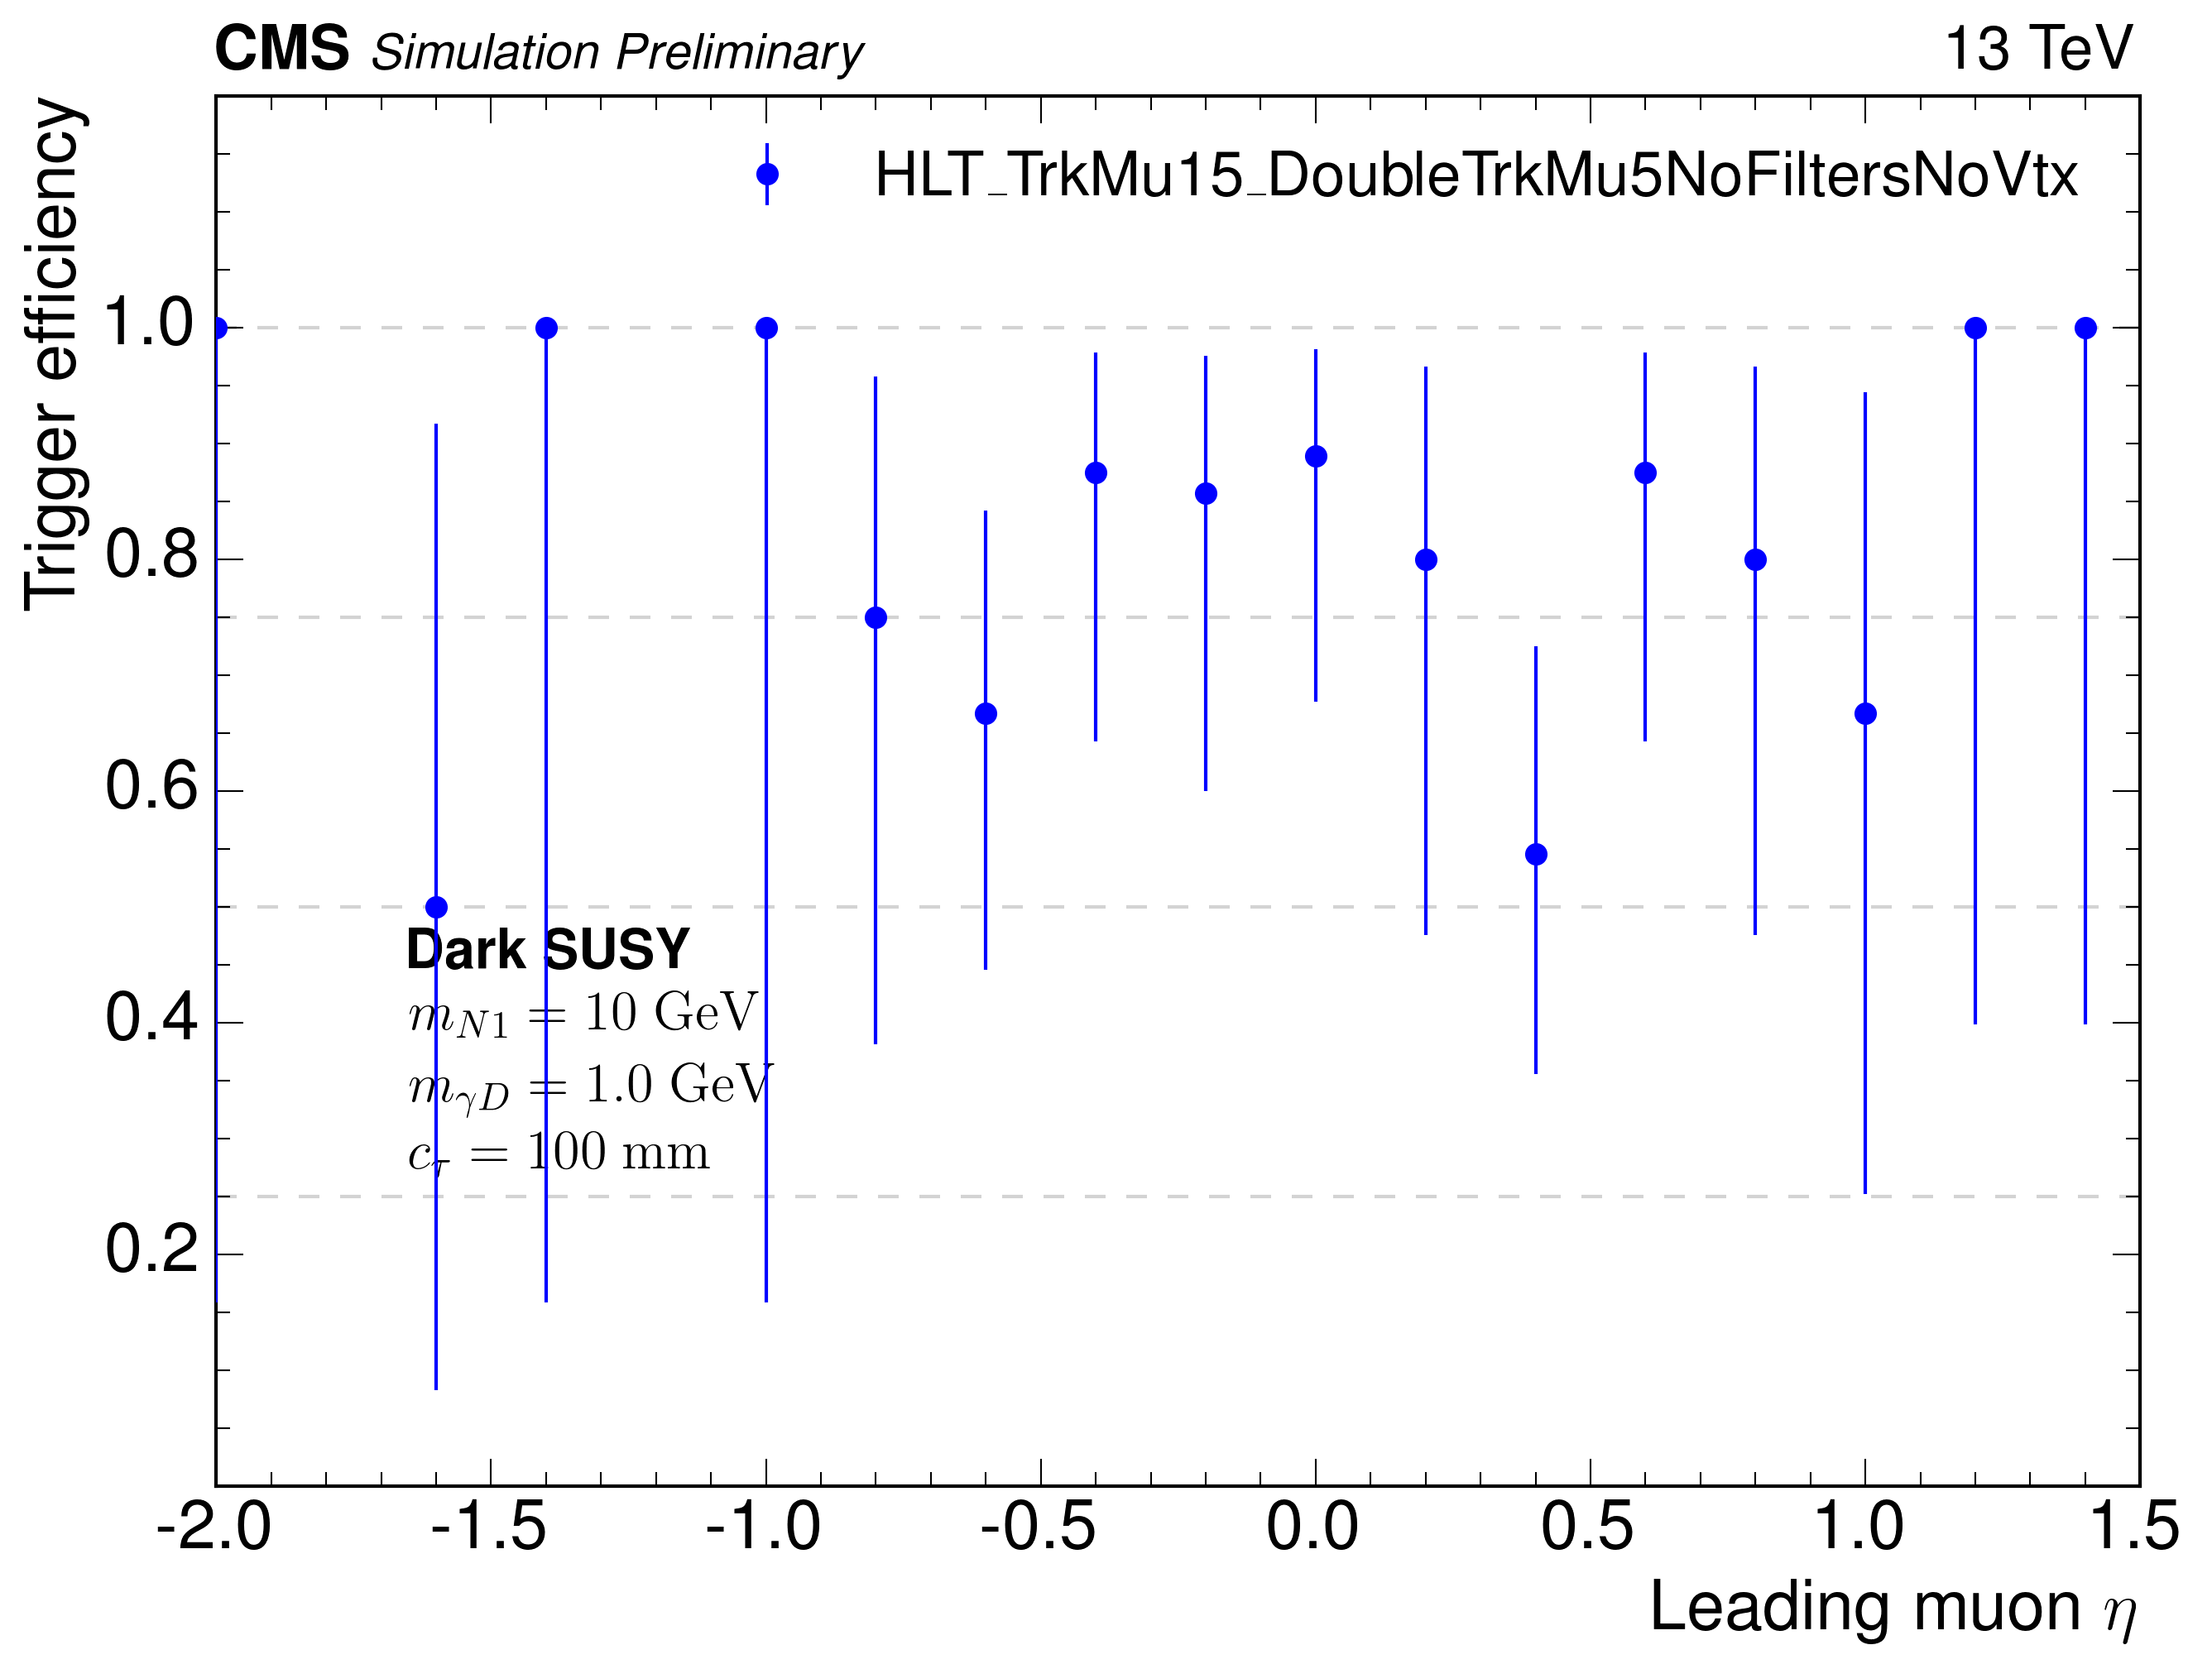 CMS Simulation Preliminary 13 TeV
HLT_TrkMu15_DoubleTrkMu5NoFiltersNoVtx
Trigger efficiency
1.0
0.8
0.6
0.4
0.2
Dark SUSY
m_{N1} = 10 GeV
m_{γD} = 1.0 GeV
c_τ = 100 mm
-2.0 -1.5 -1.0 -0.5 0.0 0.5 1.0 1.5
Leading muon η